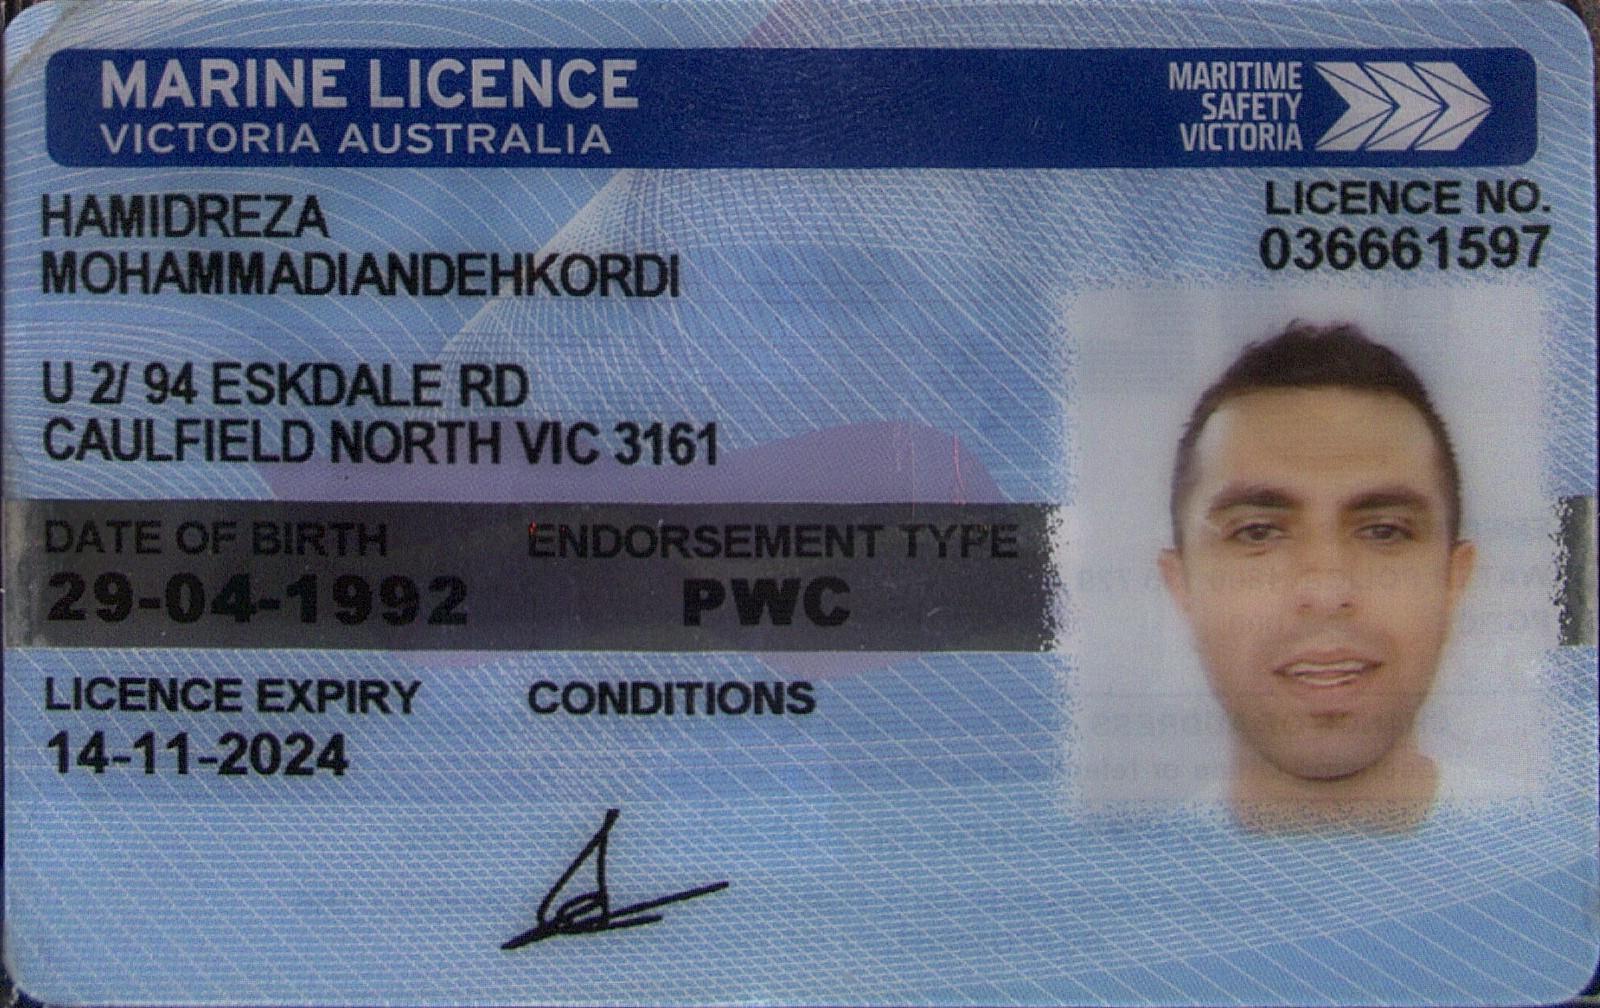 MARINE LICENCE
VICTORIA AUSTRALIA
MARITIME
SAFETY
VICTORIA
HAMIDREZA
MOHAMMADIANDEHKORDI
LICENCE NO.
036661597
U 2/ 94 ESKDALE RD
CAULFIELD NORTH VIC 3161
DATE OF BIRTH ENDORSEMENT TYPE
29-04-1992 PWC
LICENCE EXPIRY CONDITIONS
14-11-2024